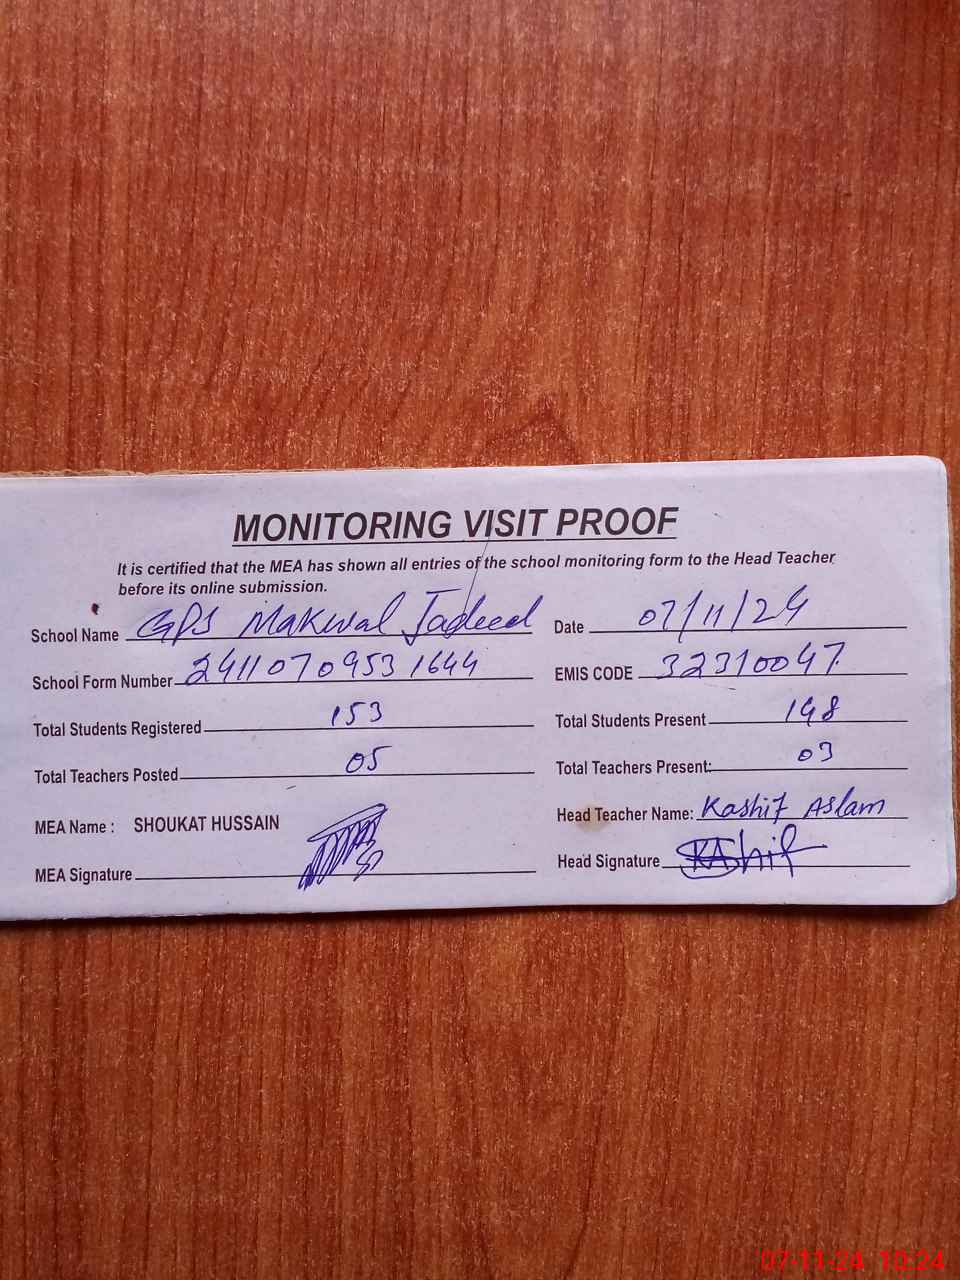 MONITORING VISIT PROOF
It is certified that the MEA has shown all entries of the school monitoring form to the Head Teacher
before its online submission.
School Name GPS Makwal Jadeed Date 07/11/24
School Form Number 24110709531644 EMIS CODE 32310047
Total Students Registered 153 Total Students Present 148
Total Teachers Posted 05 Total Teachers Present: 03
MEA Name : SHOUKAT HUSSAIN Head Teacher Name: Kashif Aslam
MEA Signature Head Signature Kashif
07-11-24 10:24